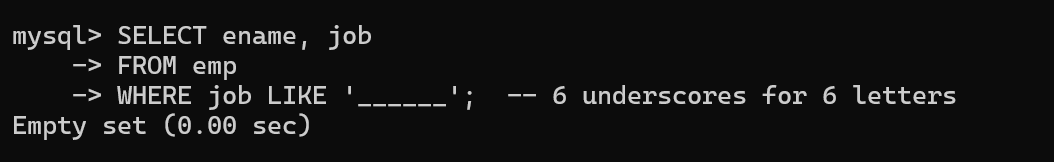 mysql> SELECT ename, job
    -> FROM emp
    -> WHERE job LIKE '______';  -- 6 underscores for 6 letters
Empty set (0.00 sec)